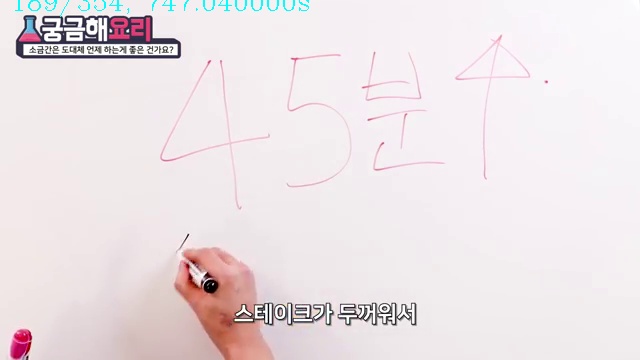 189/354, 747.040000s
궁금해요리
소금간은 도대체 언제 하는게 좋은 건가요?
45분↑.
스테이크가 두꺼워서